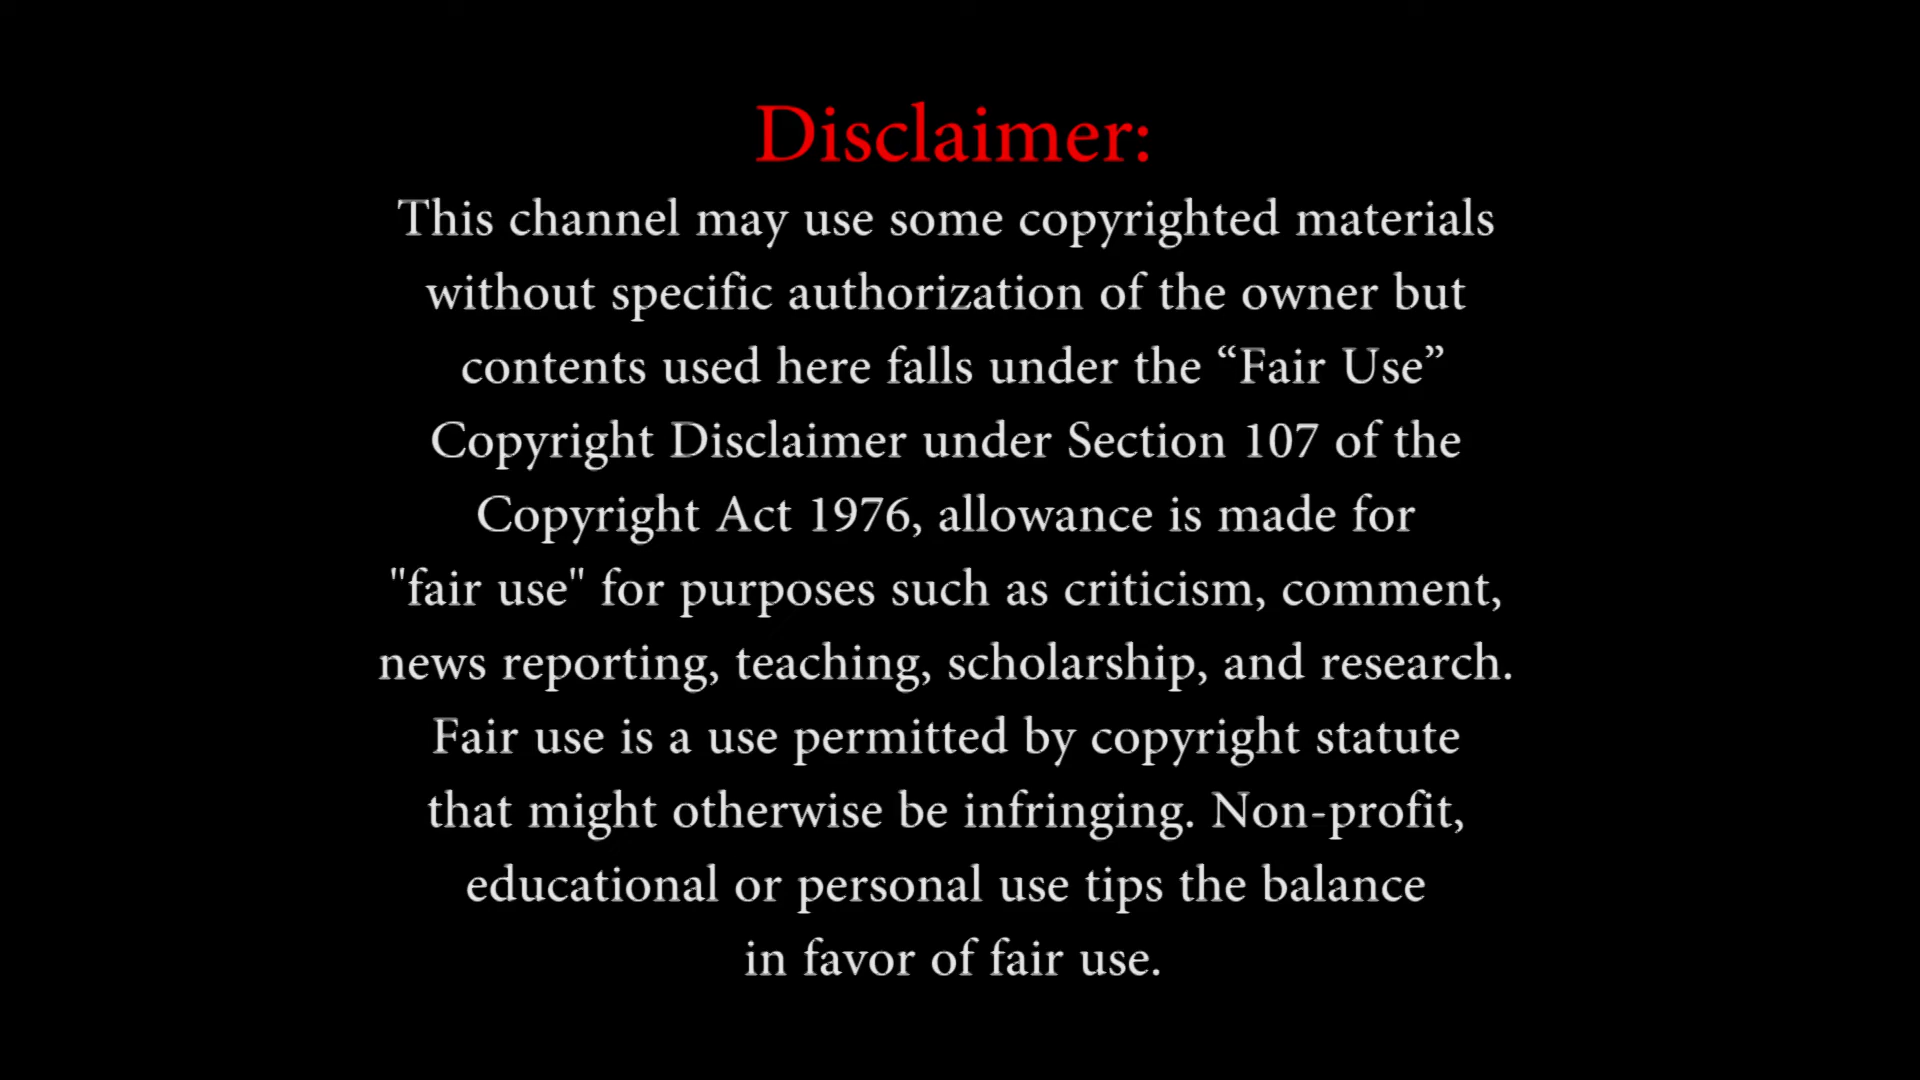 Disclaimer:
This channel may use some copyrighted materials
without specific authorization of the owner but
contents used here falls under the “Fair Use”
Copyright Disclaimer under Section 107 of the
Copyright Act 1976, allowance is made for
"fair use" for purposes such as criticism, comment,
news reporting, teaching, scholarship, and research.
Fair use is a use permitted by copyright statute
that might otherwise be infringing. Non-profit,
educational or personal use tips the balance
in favor of fair use.